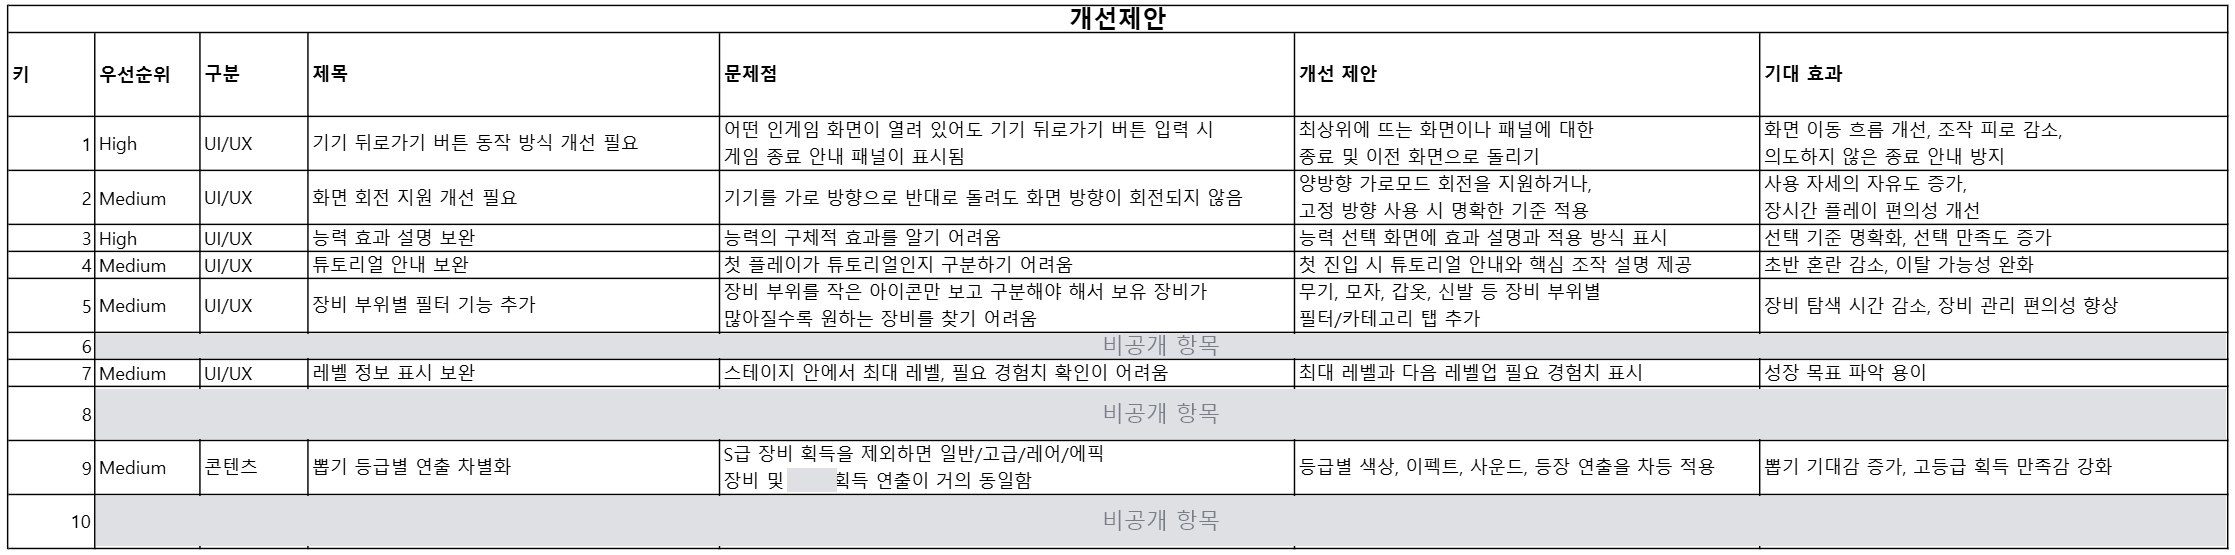 개선제안
키 우선순위 구분 제목 문제점 개선 제안 기대 효과
1 High UI/UX 기기 뒤로가기 버튼 동작 방식 개선 필요
어떤 인게임 화면이 열려 있어도 기기 뒤로가기 버튼 입력 시
게임 종료 안내 패널이 표시됨
최상위에 뜨는 화면이나 패널에 대한
종료 및 이전 화면으로 돌리기
화면 이동 흐름 개선, 조작 피로 감소,
의도하지 않은 종료 안내 방지
2 Medium UI/UX 화면 회전 지원 개선 필요 기기를 가로 방향으로 반대로 돌려도 화면 방향이 회전되지 않음
양방향 가로모드 회전을 지원하거나,
고정 방향 사용 시 명확한 기준 적용
사용 자세의 자유도 증가,
장시간 플레이 편의성 개선
3 High UI/UX 능력 효과 설명 보완 능력의 구체적 효과를 알기 어려움 능력 선택 화면에 효과 설명과 적용 방식 표시 선택 기준 명확화, 선택 만족도 증가
4 Medium UI/UX 튜토리얼 안내 보완 첫 플레이가 튜토리얼인지 구분하기 어려움 첫 진입 시 튜토리얼 안내와 핵심 조작 설명 제공 초반 혼란 감소, 이탈 가능성 완화
5 Medium UI/UX 장비 부위별 필터 기능 추가
장비 부위를 작은 아이콘만 보고 구분해야 해서 보유 장비가
많아질수록 원하는 장비를 찾기 어려움
무기, 모자, 갑옷, 신발 등 장비 부위별
필터/카테고리 탭 추가
장비 탐색 시간 감소, 장비 관리 편의성 향상
6 비공개 항목
7 Medium UI/UX 레벨 정보 표시 보완 스테이지 안에서 최대 레벨, 필요 경험치 확인이 어려움 최대 레벨과 다음 레벨업 필요 경험치 표시 성장 목표 파악 용이
8 비공개 항목
9 Medium 콘텐츠 뽑기 등급별 연출 차별화
S급 장비 획득을 제외하면 일반/고급/레어/에픽
장비 및 획득 연출이 거의 동일함
등급별 색상, 이펙트, 사운드, 등장 연출을 차등 적용
뽑기 기대감 증가, 고등급 획득 만족감 강화
10 비공개 항목